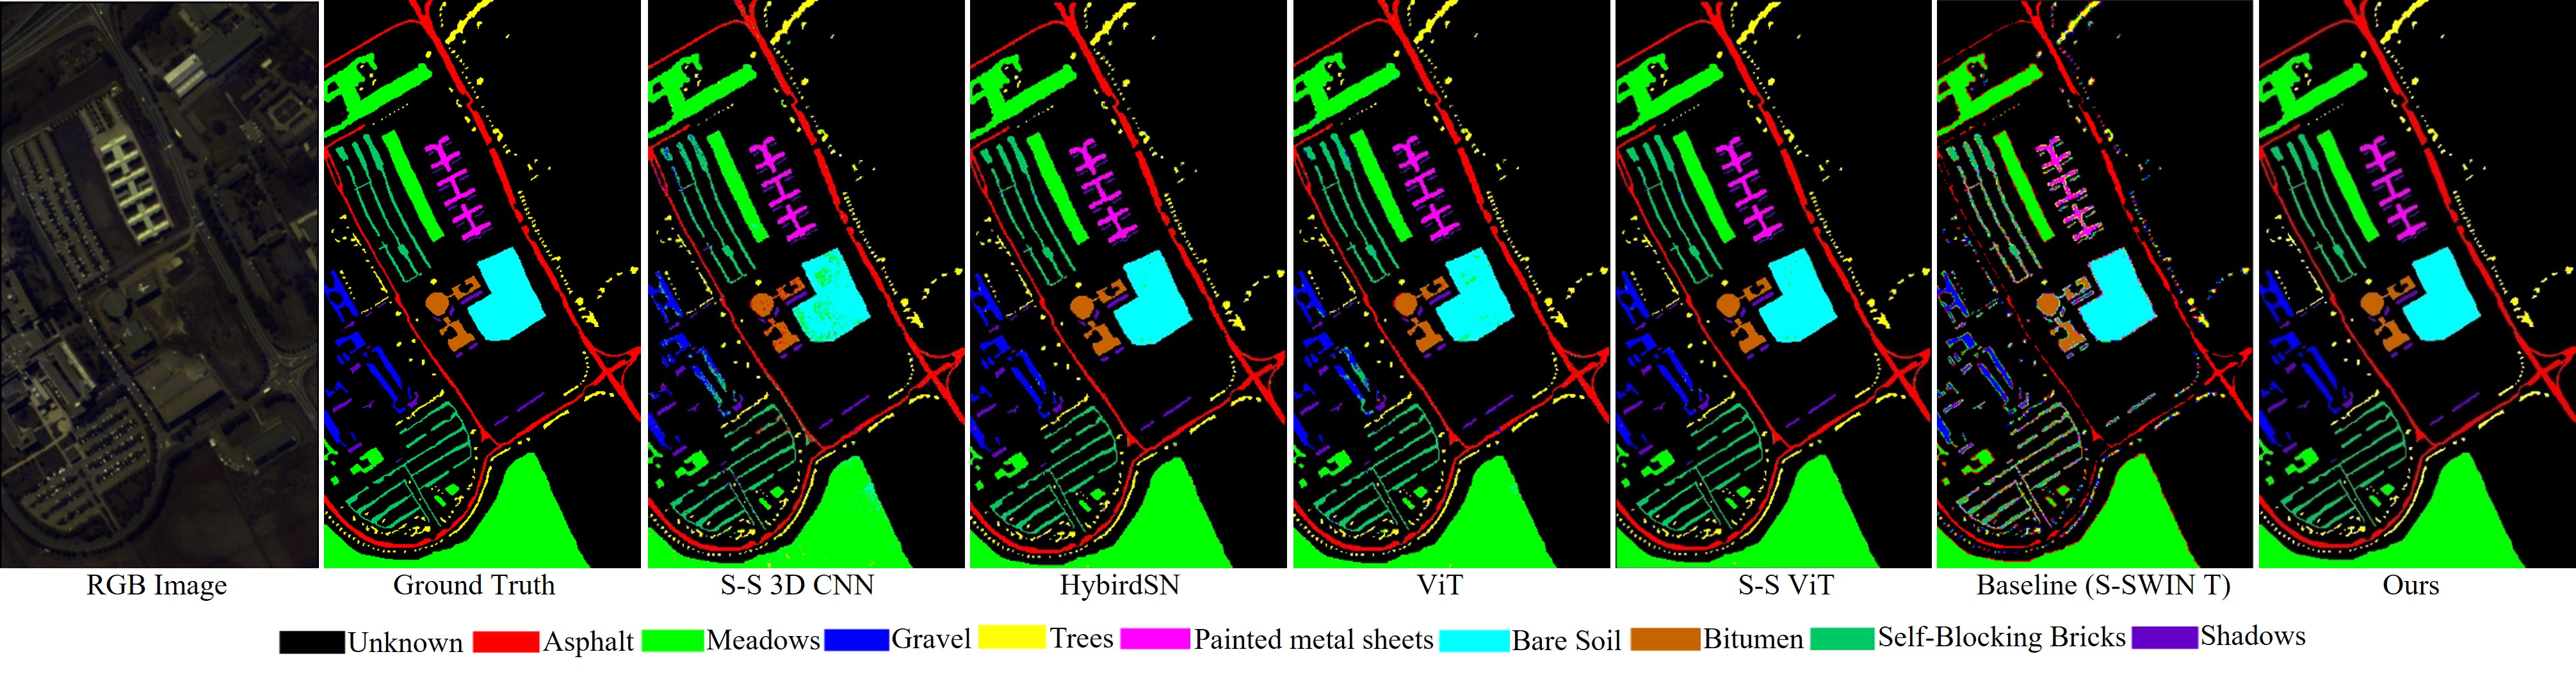 RGB Image Ground Truth S-S 3D CNN HybirdSN ViT S-S ViT Baseline (S-SWIN T) Ours
Unknown Asphalt Meadows Gravel Trees Painted metal sheets Bare Soil Bitumen Self-Blocking Bricks Shadows